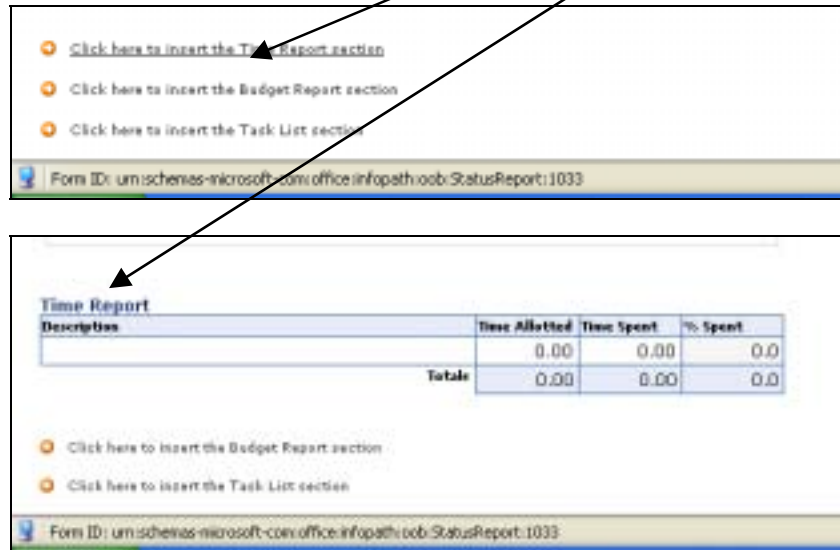 Click here to insert the Time Report section
Click here to insert the Budget Report section
Click here to insert the Task List section
Form ID: urn:schemas-microsoft-com:office:infopath:oob:StatusReport:1033
Time Report
Description Time Allotted Time Spent % Spent
0.00 0.00 0.0
Totals 0.00 0.00 0.0
Click here to insert the Budget Report section
Click here to insert the Task List section
Form ID: urn:schemas-microsoft-com:office:infopath:oob:StatusReport:1033